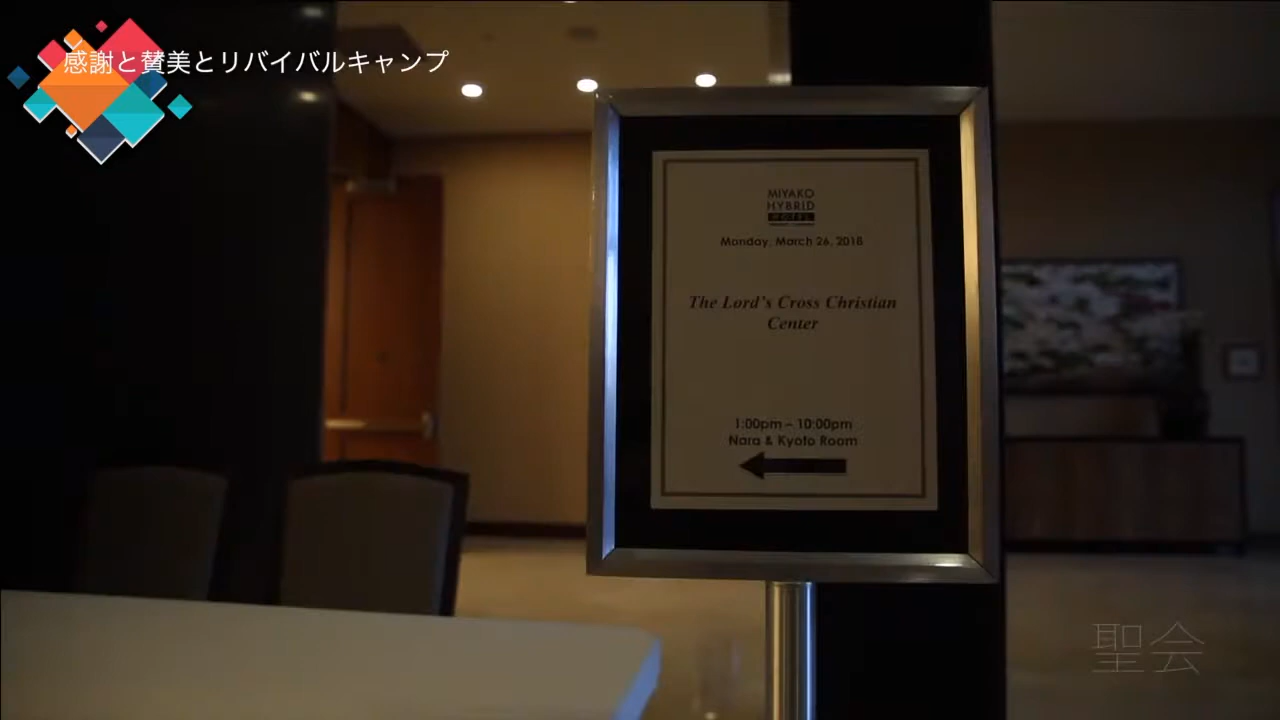 感謝と賛美とリバイバルキャンプ
MIYAKO
HYBRID
HOTEL
Monday, March 26, 2018
The Lord's Cross Christian
Center
1:00pm – 10:00pm
Nara & Kyoto Room
聖会